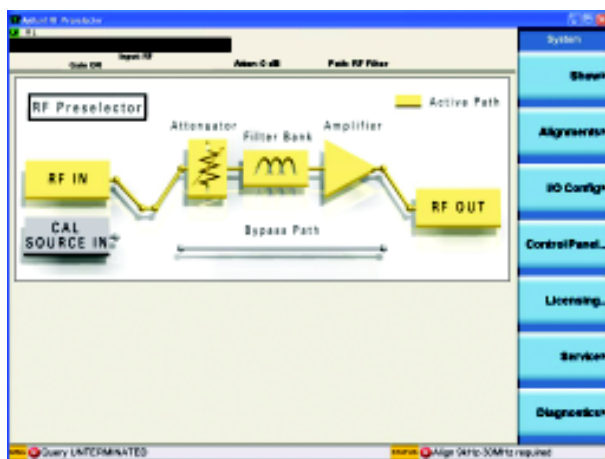 Agilent RF Preselector
System
Input: RF
Gate Off
Atten: 0 dB
Path: RF Filter
Show
RF Preselector
Active Path
Attenuator
Filter Bank
Amplifier
Alignments
RF IN
I/O Config
CAL
SOURCE IN
RF OUT
Bypass Path
Control Panel...
Licensing...
Service
Diagnostics
Query UNTERMINATED
STATUS
Align 9kHz-30MHz required